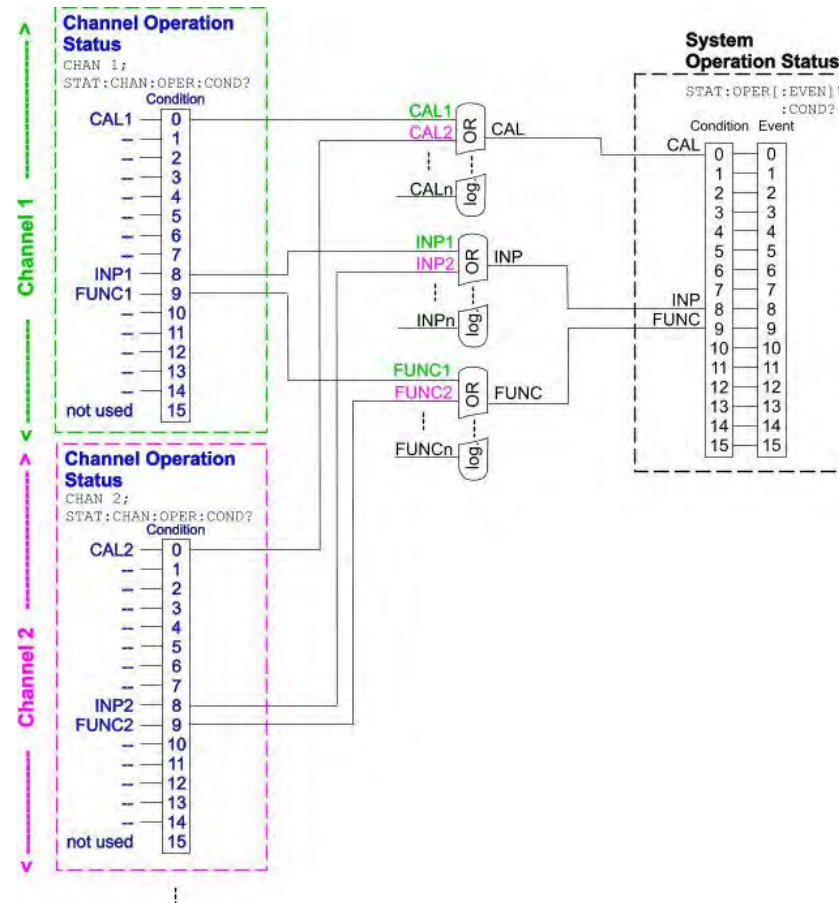 Channel 1
Channel Operation
Status
CHAN 1;
STAT:CHAN:OPER:COND?
Condition
CAL1 0
-- 1
-- 2
-- 3
-- 4
-- 5
-- 6
-- 7
INP1 8
FUNC1 9
-- 10
-- 11
-- 12
-- 13
-- 14
not used 15
Channel 2
Channel Operation
Status
CHAN 2;
STAT:CHAN:OPER:COND?
Condition
CAL2 0
-- 1
-- 2
-- 3
-- 4
-- 5
-- 6
-- 7
INP2 8
FUNC2 9
-- 10
-- 11
-- 12
-- 13
-- 14
not used 15
CAL1
CAL2
CALn
log. OR
CAL
INP1
INP2
INPn
log. OR
INP
FUNC1
FUNC2
FUNCn
log. OR
FUNC
System
Operation Status
STAT:OPER[:EVEN]?
:COND?
Condition Event
CAL 0 0
1 1
2 2
3 3
4 4
5 5
6 6
7 7
INP 8 8
FUNC 9 9
10 10
11 11
12 12
13 13
14 14
15 15